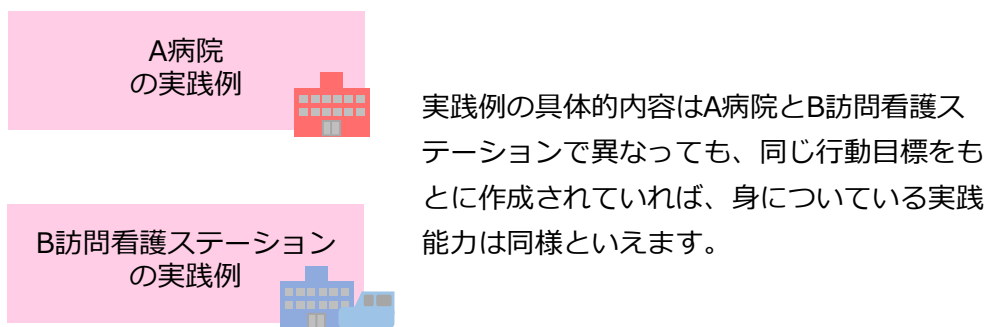 A病院
の実践例
実践例の具体的内容はA病院とB訪問看護ス
テーションで異なっても、同じ行動目標をも
とに作成されていれば、身についている実践
能力は同様といえます。
B訪問看護ステーション
の実践例